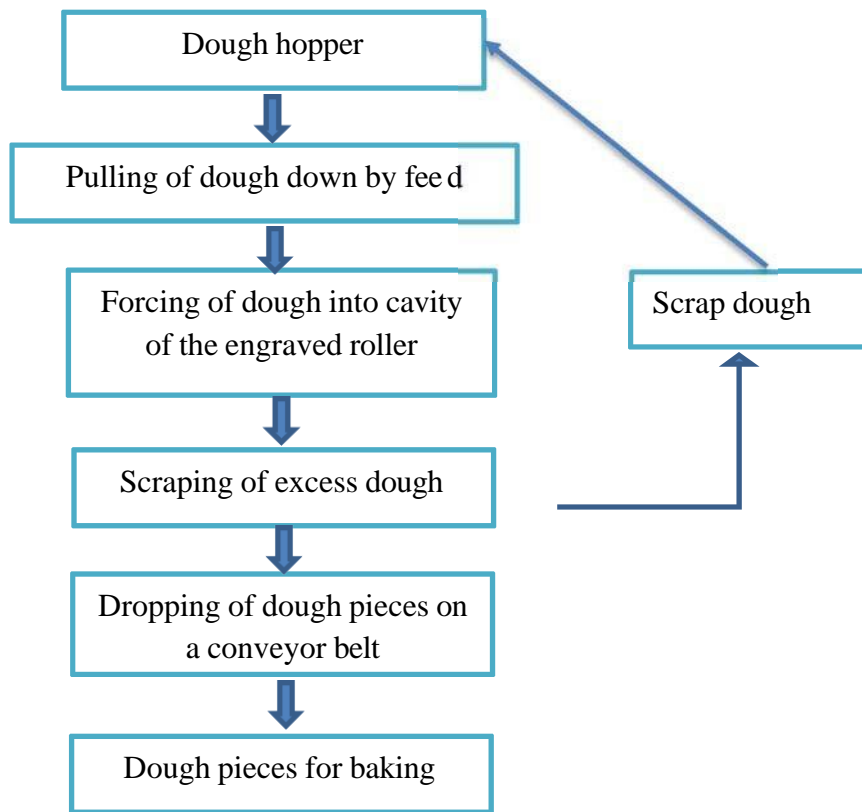 Dough hopper
Pulling of dough down by feed
Forcing of dough into cavity
of the engraved roller
Scrap dough
Scraping of excess dough
Dropping of dough pieces on
a conveyor belt
Dough pieces for baking